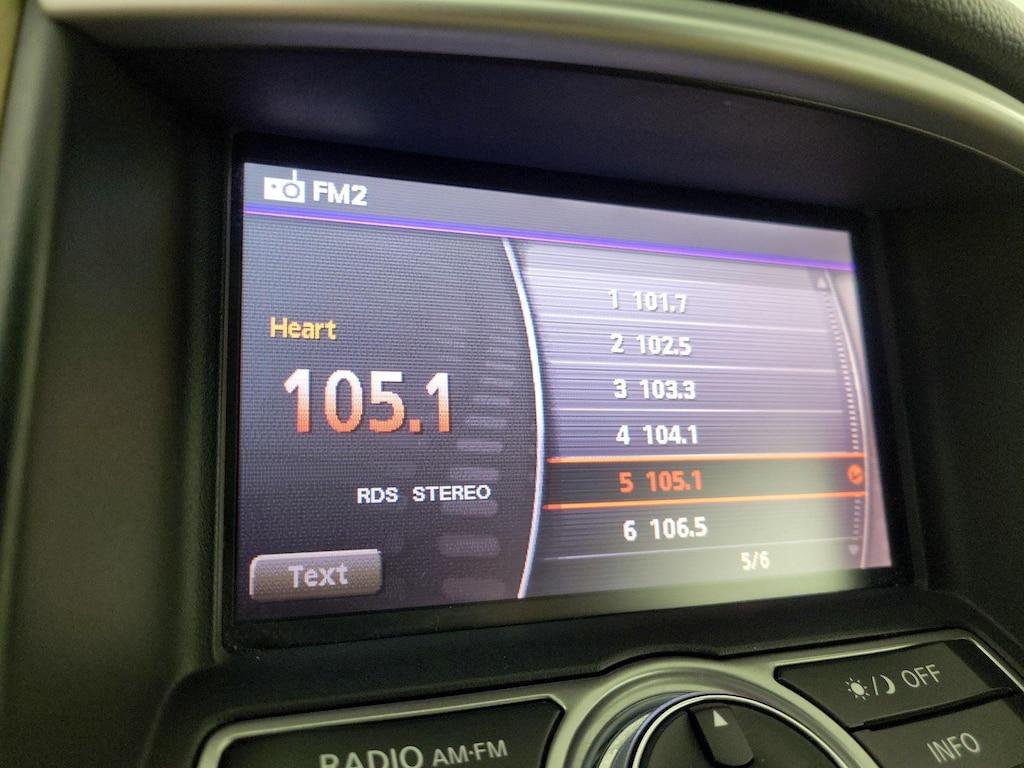 FM2
Heart
105.1
RDS STEREO
Text
1 101.7
2 102.5
3 103.3
4 104.1
5 105.1
6 106.5
5/6
RADIO AM·FM
OFF
INFO